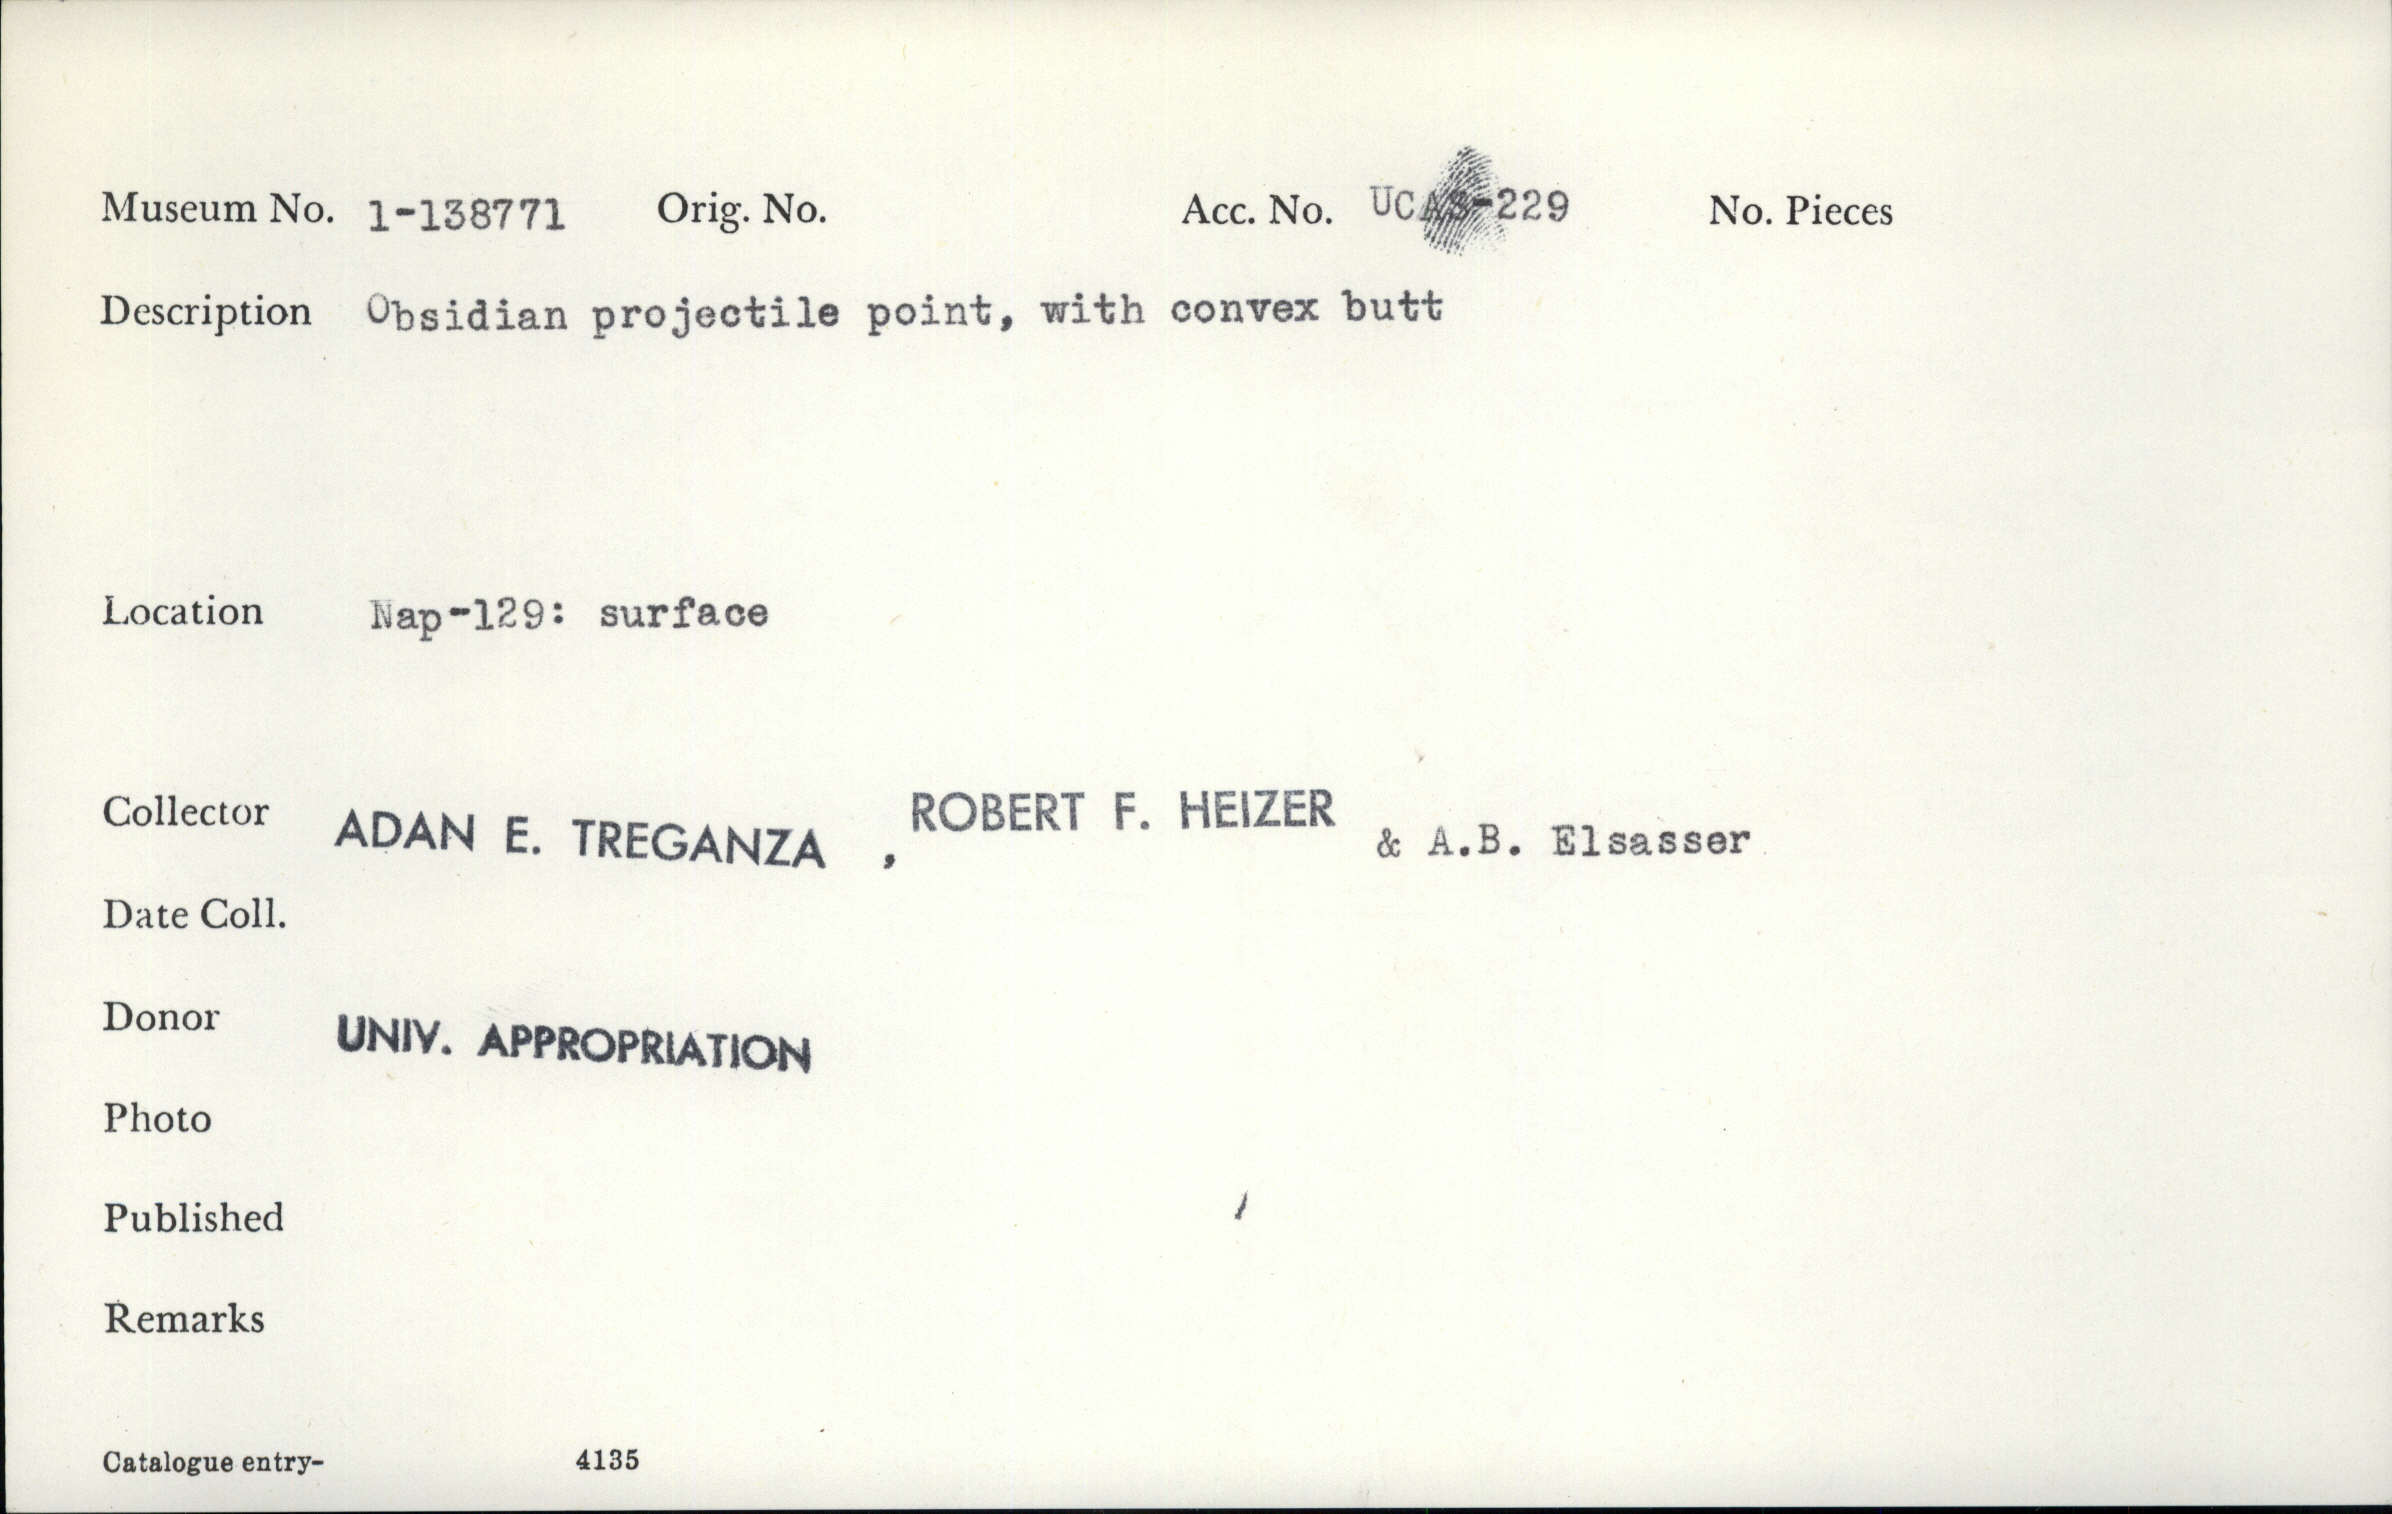 Museum No. 1-138771 Orig. No. Acc. No. UCAS-229 No. Pieces
Description Obsidian projectile point, with convex butt
Location Nap-129: surface
Collector ADAN E. TREGANZA , ROBERT F. HEIZER & A.B. Elsasser
Date Coll.
Donor UNIV. APPROPRIATION
Photo
Published
Remarks
Catalogue entry- 4135